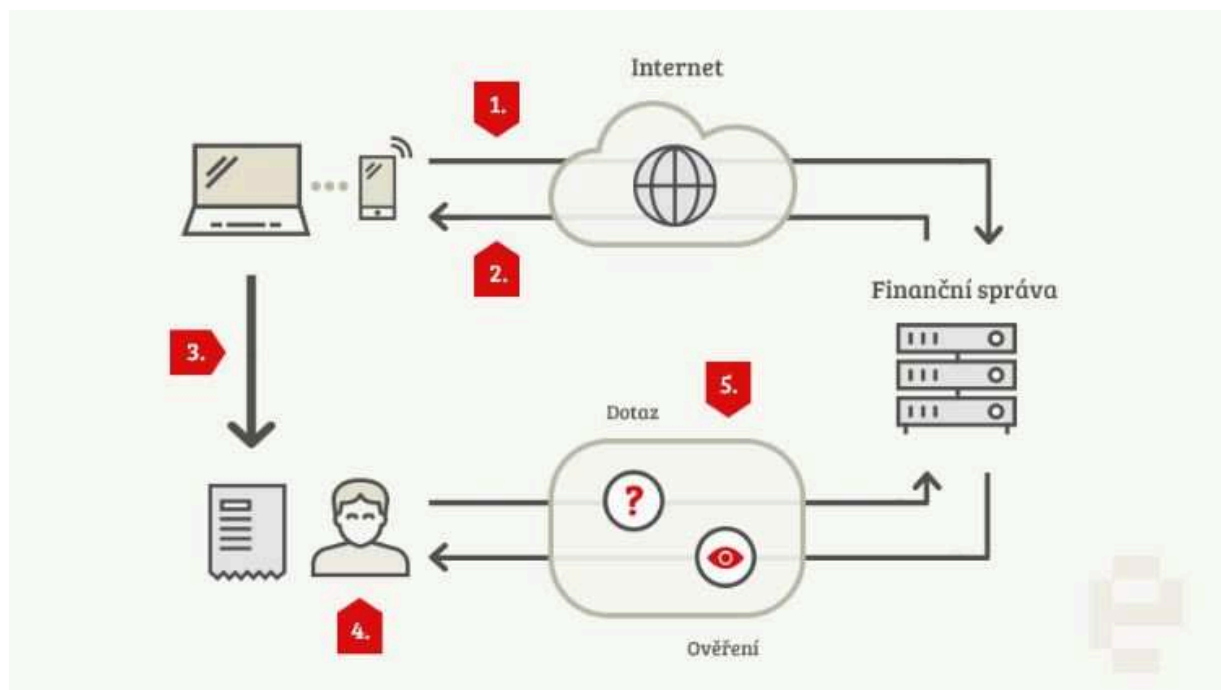 Internet
1.
2.
Finanční správa
3.
5.
Dotaz
?
4.
Ověření